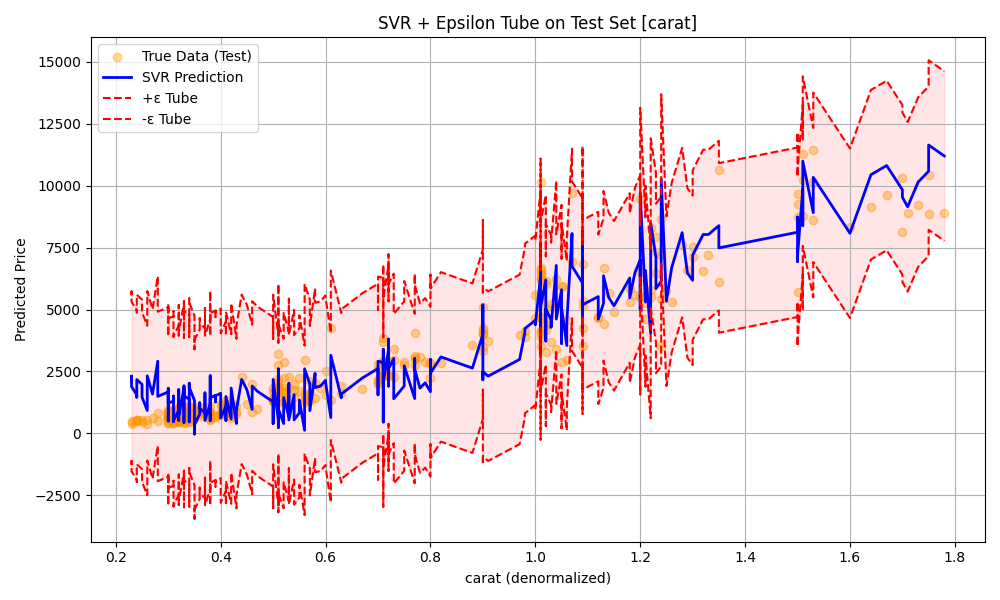 SVR + Epsilon Tube on Test Set [carat]
True Data (Test)
SVR Prediction
+ε Tube
-ε Tube
Predicted Price
15000
12500
10000
7500
5000
2500
0
−2500
0.2 0.4 0.6 0.8 1.0 1.2 1.4 1.6 1.8
carat (denormalized)